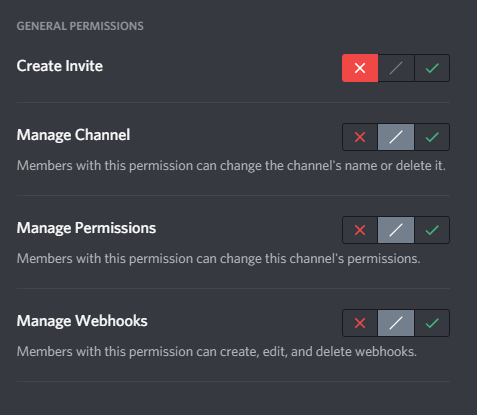 GENERAL PERMISSIONS
Create Invite
Manage Channel
Members with this permission can change the channel's name or delete it.
Manage Permissions
Members with this permission can change this channel's permissions.
Manage Webhooks
Members with this permission can create, edit, and delete webhooks.